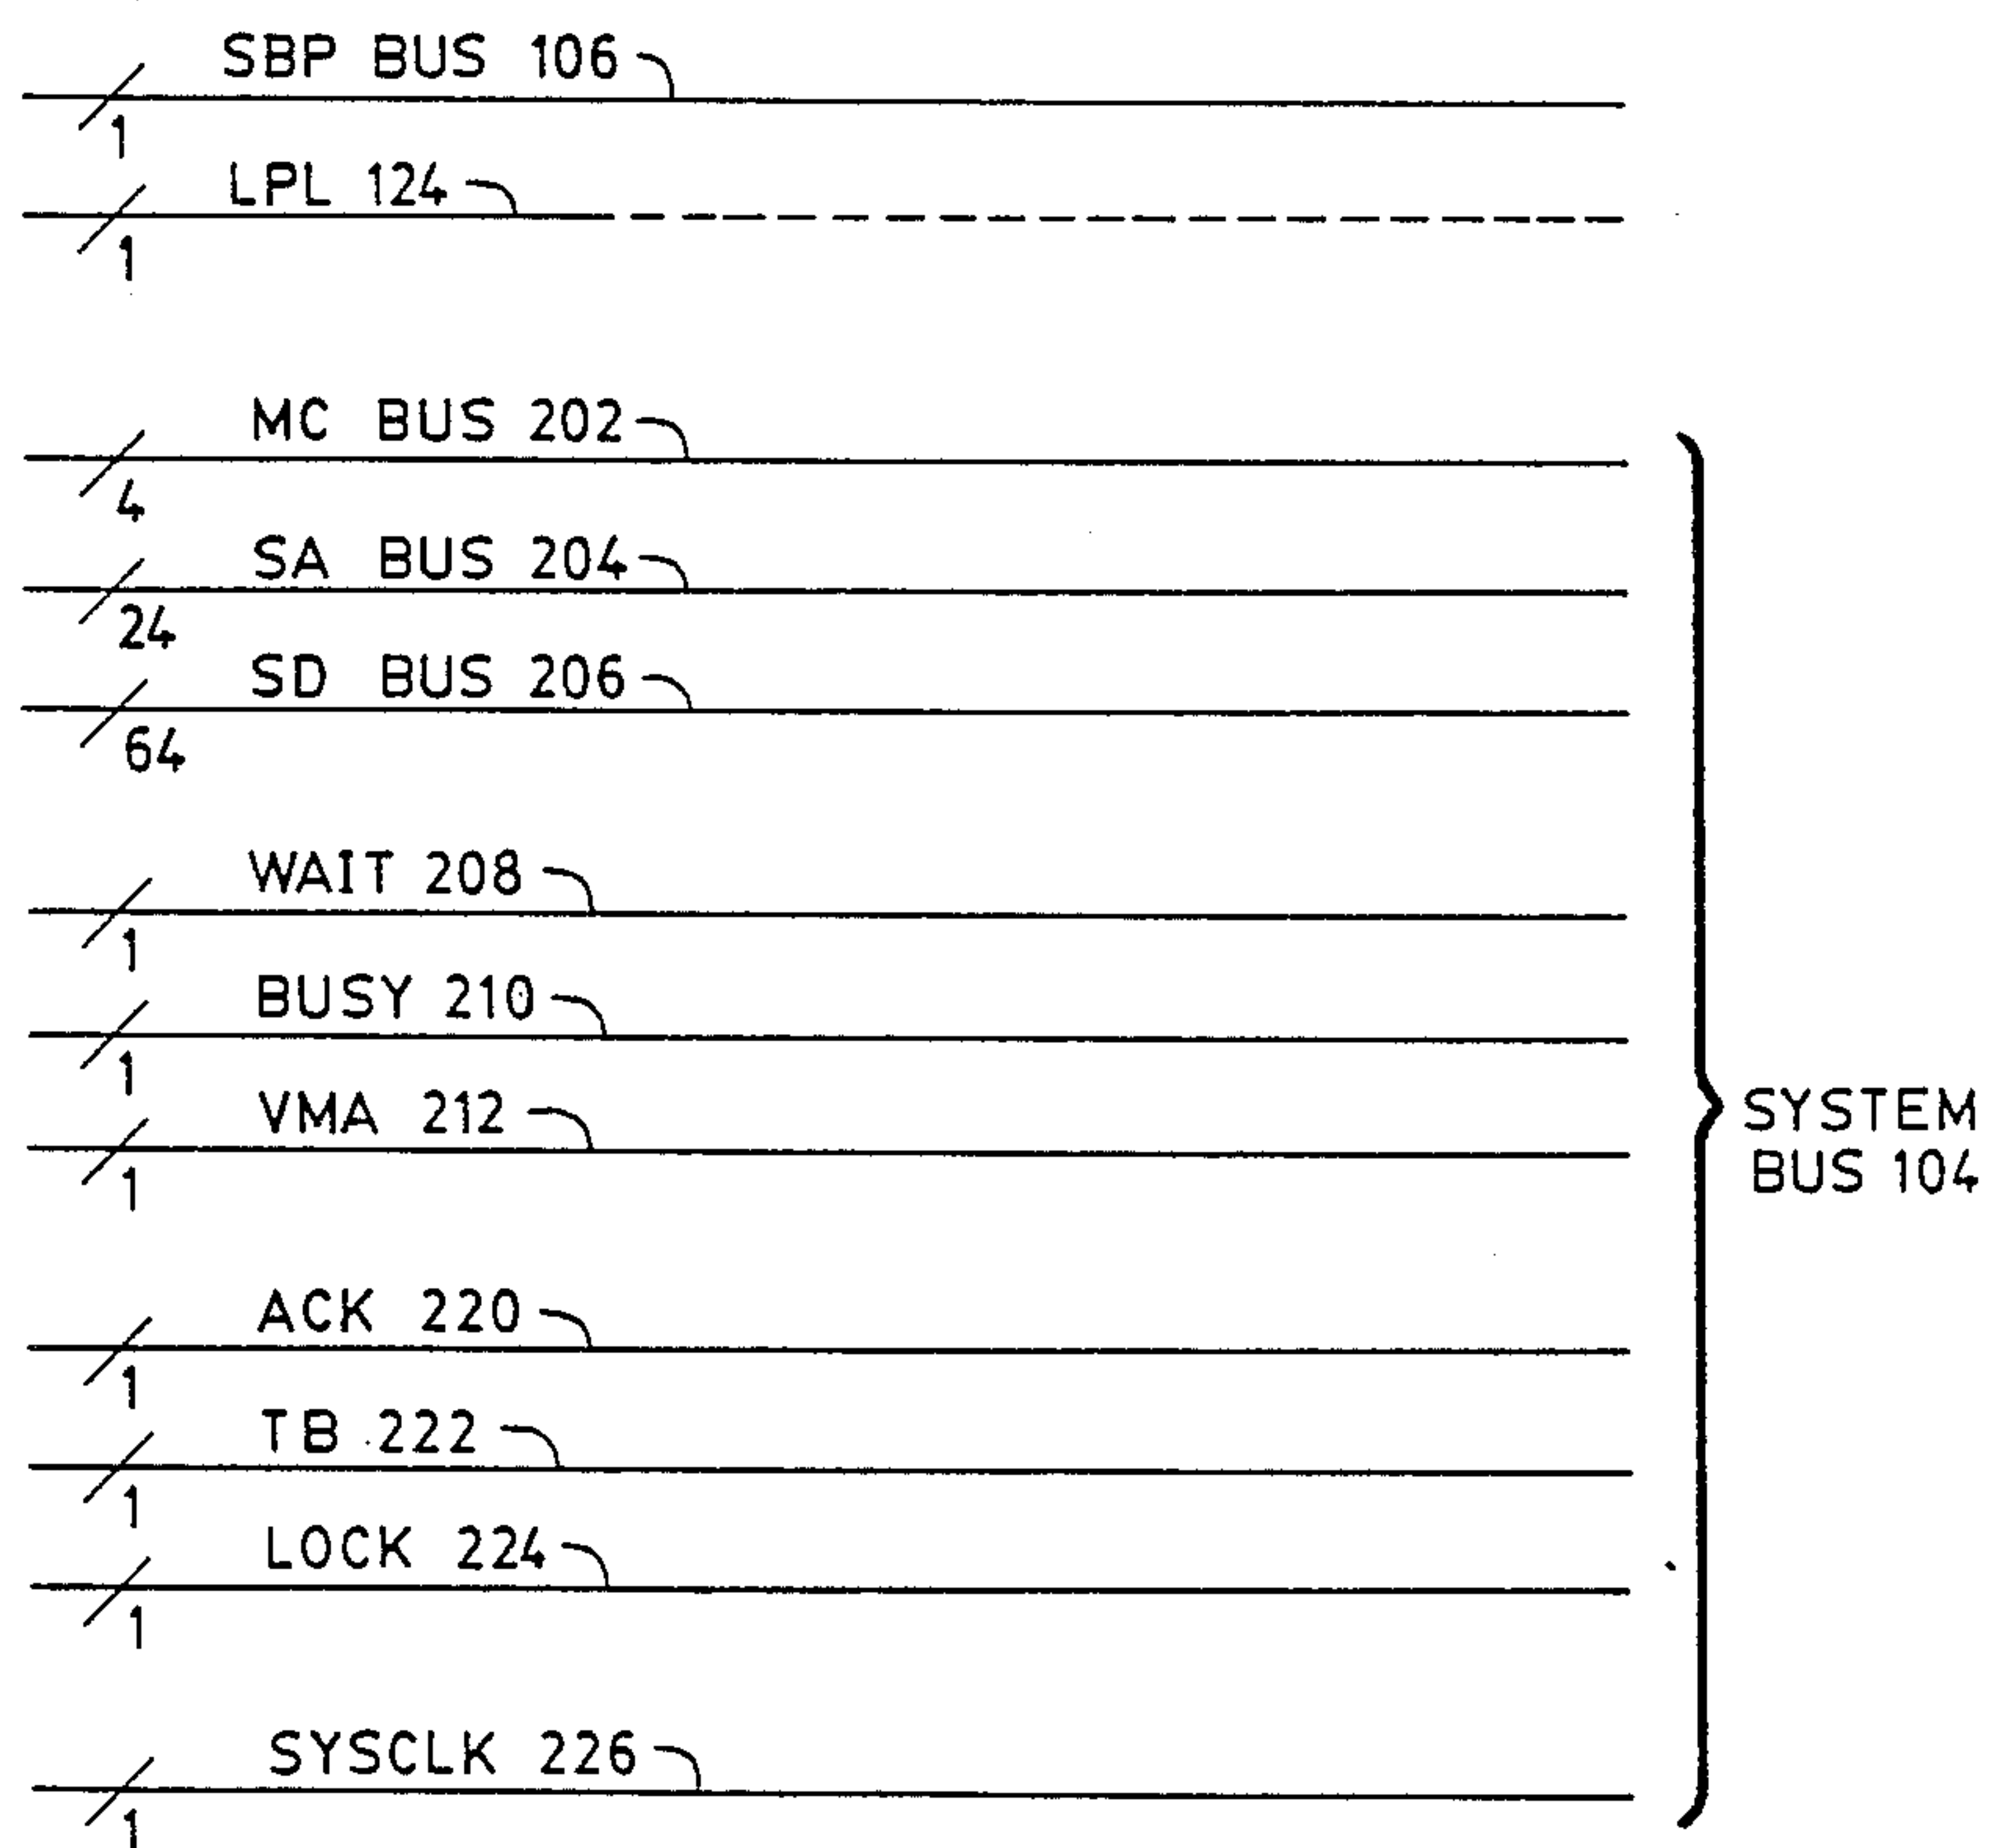 SBP BUS 106
1
LPL 124
1
MC BUS 202
4
SA BUS 204
24
SD BUS 206
64
WAIT 208
1
BUSY 210
1
VMA 212
1
SYSTEM
BUS 104
ACK 220
1
TB 222
1
LOCK 224
1
SYSCLK 226
1